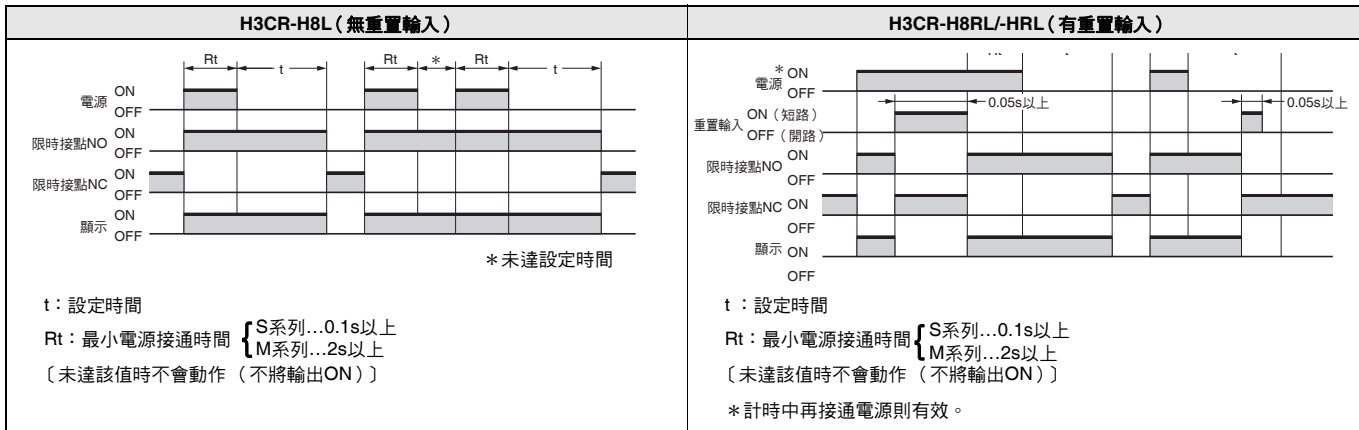 H3CR-H8L（無重置輸入）
Rt t Rt ＊ Rt t
電源 ON
OFF
限時接點NO ON
OFF
限時接點NC ON
OFF
顯示 ON
OFF
＊未達設定時間
t：設定時間
Rt：最小電源接通時間 { S系列…0.1s以上
M系列…2s以上
〔未達該值時不會動作（不將輸出ON）〕
H3CR-H8RL/-HRL（有重置輸入）
＊
電源 ON
OFF
0.05s以上 0.05s以上
重置輸入 ON（短路）
OFF（開路）
限時接點NO ON
OFF
限時接點NC ON
OFF
顯示 ON
OFF
t ：設定時間
Rt：最小電源接通時間 { S系列…0.1s以上
M系列…2s以上
〔未達該值時不會動作（不將輸出ON）〕
＊計時中再接通電源則有效。